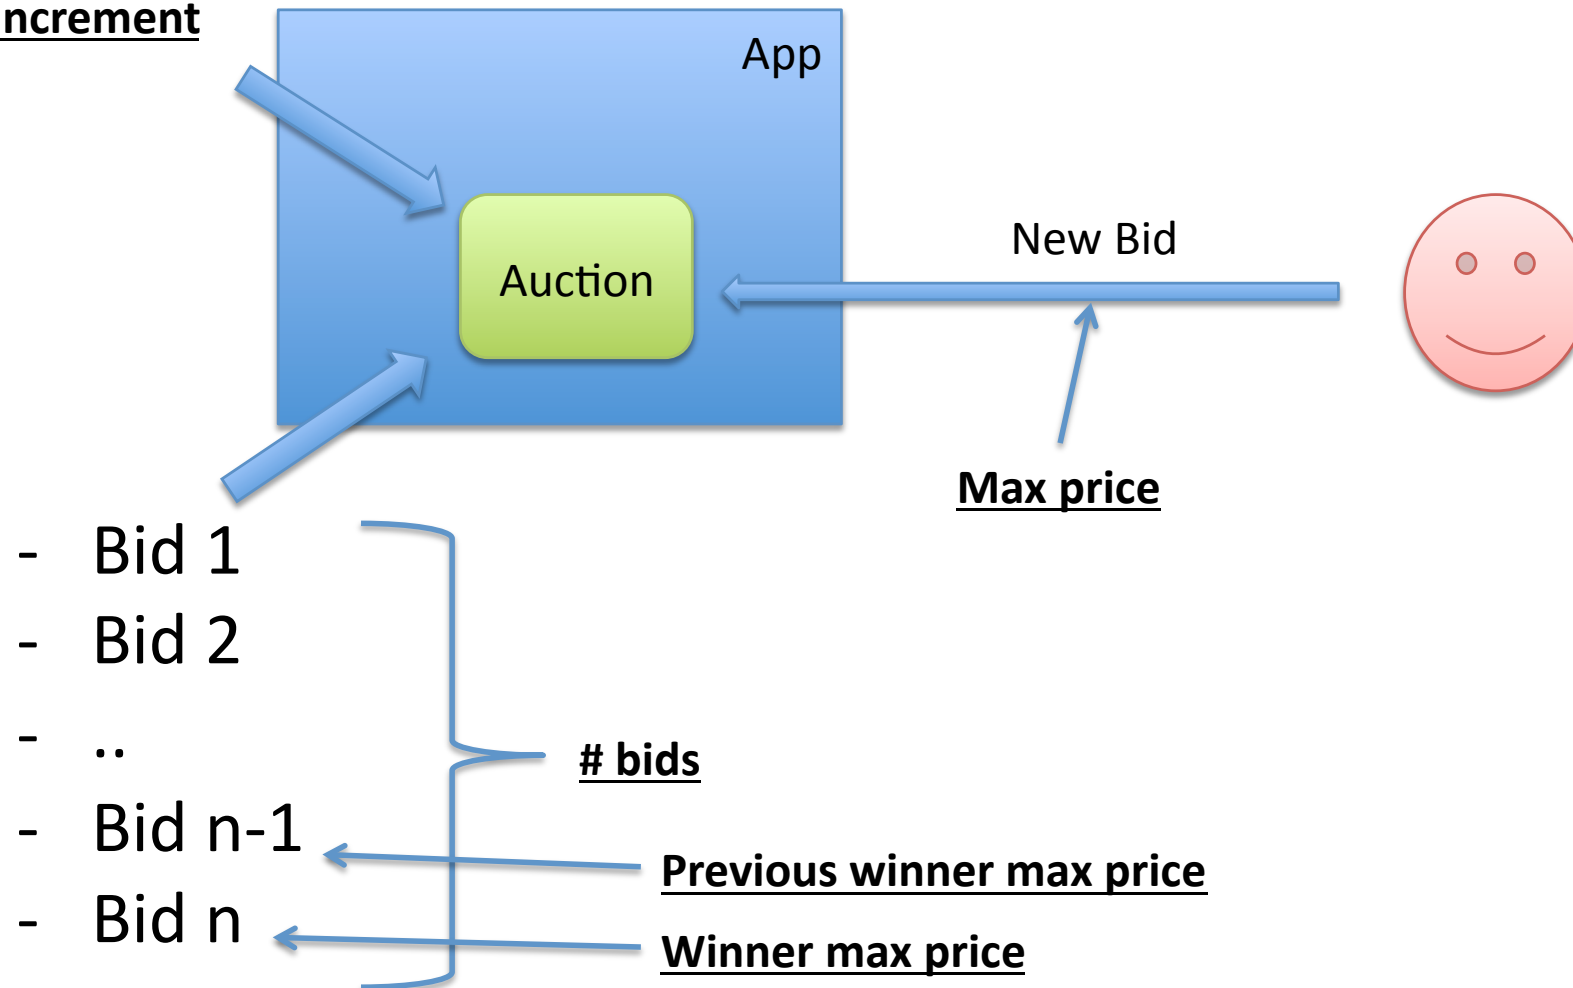 ncrement
App
New Bid
Auction
Max price
- Bid 1
- Bid 2
- ..
# bids
- Bid n-1
Previous winner max price
- Bid n
Winner max price